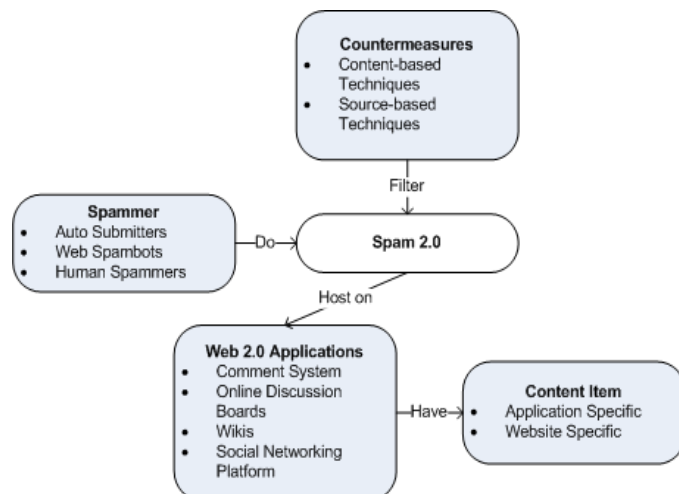 Countermeasures
• Content-based
Techniques
• Source-based
Techniques
Filter
Spammer
• Auto Submitters
• Web Spambots
• Human Spammers
Do
Spam 2.0
Host on
Web 2.0 Applications
• Comment System
• Online Discussion
Boards
• Wikis
• Social Networking
Platform
Have
Content Item
• Application Specific
• Website Specific